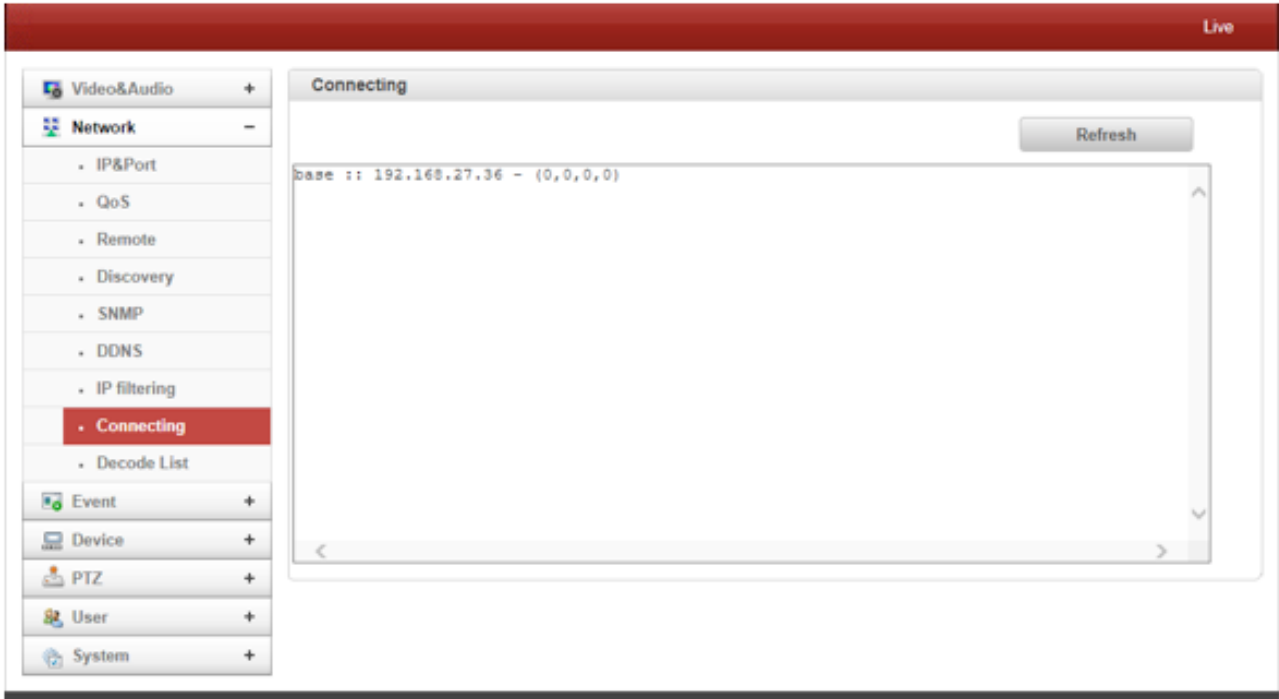 Live
Video&Audio +
Network −
IP&Port
QoS
Remote
Discovery
SNMP
DDNS
IP filtering
Connecting
Decode List
Event +
Device +
PTZ +
User +
System +
Connecting
Refresh
base :: 192.168.27.36 - (0,0,0,0)